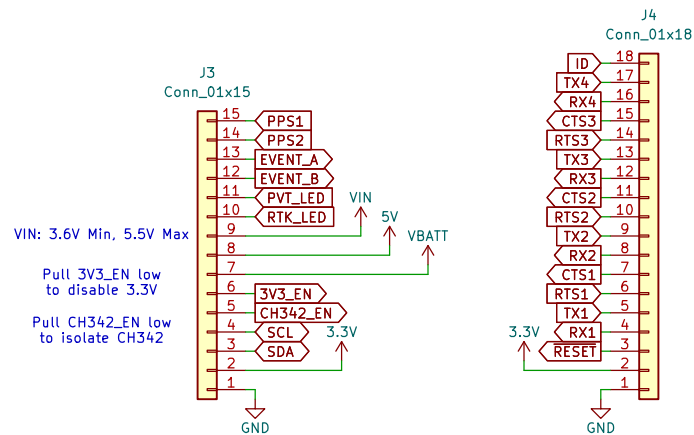 J4
Conn_01x18
ID 18
TX4 17
RX4 16
CTS3 15
RTS3 14
TX3 13
RX3 12
CTS2 11
RTS2 10
TX2 9
RX2 8
CTS1 7
RTS1 6
TX1 5
RX1 4
RESET 3
3.3V
2
1
GND
J3
Conn_01x15
15 PPS1
14 PPS2
13 EVENT_A
12 EVENT_B
11 PVT_LED
10 RTK_LED
VIN
9
5V
8
VBATT
7
6 3V3_EN
5 CH342_EN
4 SCL
3 SDA
3.3V
2
1
GND
VIN: 3.6V Min, 5.5V Max
Pull 3V3_EN low
to disable 3.3V
Pull CH342_EN low
to isolate CH342